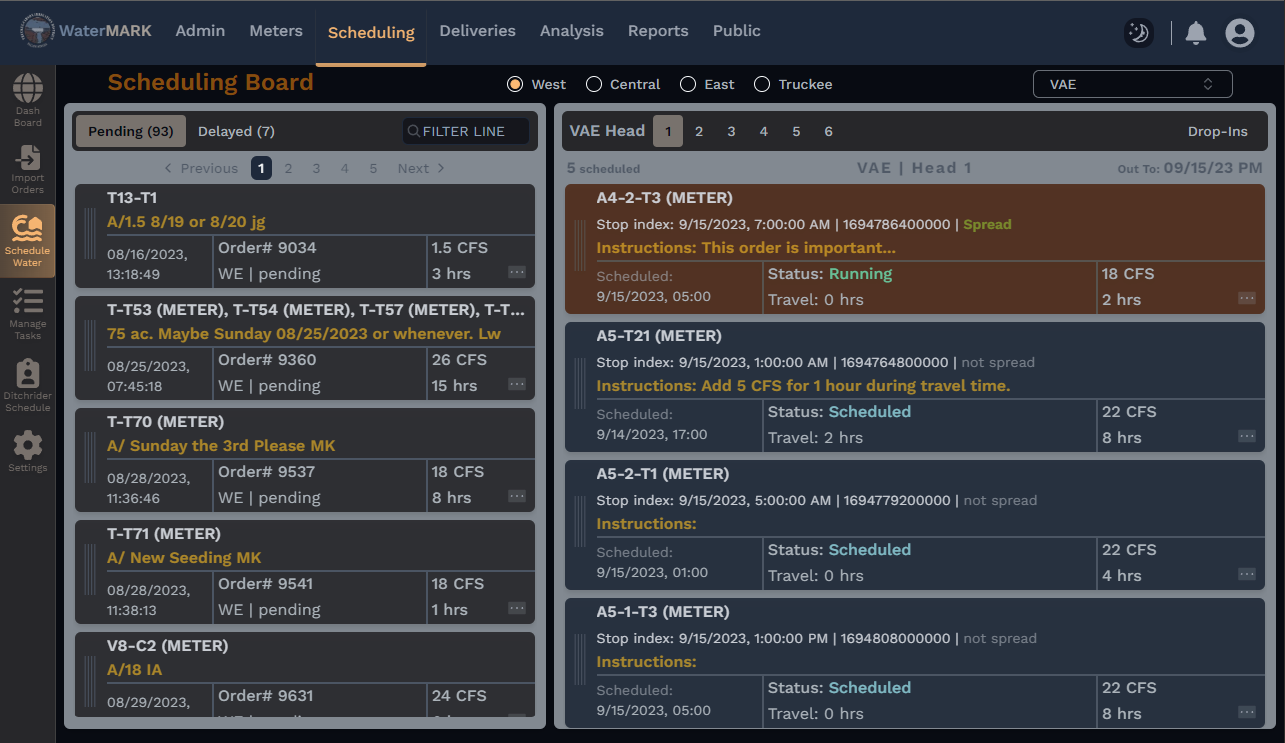 WaterMARK Admin Meters Scheduling Deliveries Analysis Reports Public
Dash
Board
Import
Orders
Schedule
Water
Manage
Tasks
Ditchrider
Schedule
Settings
Scheduling Board
West Central East Truckee
VAE
Pending (93) Delayed (7) FILTER LINE
Previous 1 2 3 4 5 Next
T13-T1
A/1.5 8/19 or 8/20 jg
08/16/2023,
13:18:49
Order# 9034
WE | pending
1.5 CFS
3 hrs
T-T53 (METER), T-T54 (METER), T-T57 (METER), T-T...
75 ac. Maybe Sunday 08/25/2023 or whenever. Lw
08/25/2023,
07:45:18
Order# 9360
WE | pending
26 CFS
15 hrs
T-T70 (METER)
A/ Sunday the 3rd Please MK
08/28/2023,
11:36:46
Order# 9537
WE | pending
18 CFS
8 hrs
T-T71 (METER)
A/ New Seeding MK
08/28/2023,
11:38:13
Order# 9541
WE | pending
18 CFS
1 hrs
V8-C2 (METER)
A/18 IA
08/29/2023,
Order# 9631
24 CFS
VAE Head 1 2 3 4 5 6 Drop-Ins
5 scheduled VAE | Head 1 Out To: 09/15/23 PM
A4-2-T3 (METER)
Stop index: 9/15/2023, 7:00:00 AM | 1694786400000 | Spread
Instructions: This order is important...
Scheduled:
9/15/2023, 05:00
Status: Running
Travel: 0 hrs
18 CFS
2 hrs
A5-T21 (METER)
Stop index: 9/15/2023, 1:00:00 AM | 1694764800000 | not spread
Instructions: Add 5 CFS for 1 hour during travel time.
Scheduled:
9/14/2023, 17:00
Status: Scheduled
Travel: 2 hrs
22 CFS
8 hrs
A5-2-T1 (METER)
Stop index: 9/15/2023, 5:00:00 AM | 1694779200000 | not spread
Instructions:
Scheduled:
9/15/2023, 01:00
Status: Scheduled
Travel: 0 hrs
22 CFS
4 hrs
A5-1-T3 (METER)
Stop index: 9/15/2023, 1:00:00 PM | 1694808000000 | not spread
Instructions:
Scheduled:
9/15/2023, 05:00
Status: Scheduled
Travel: 0 hrs
22 CFS
8 hrs